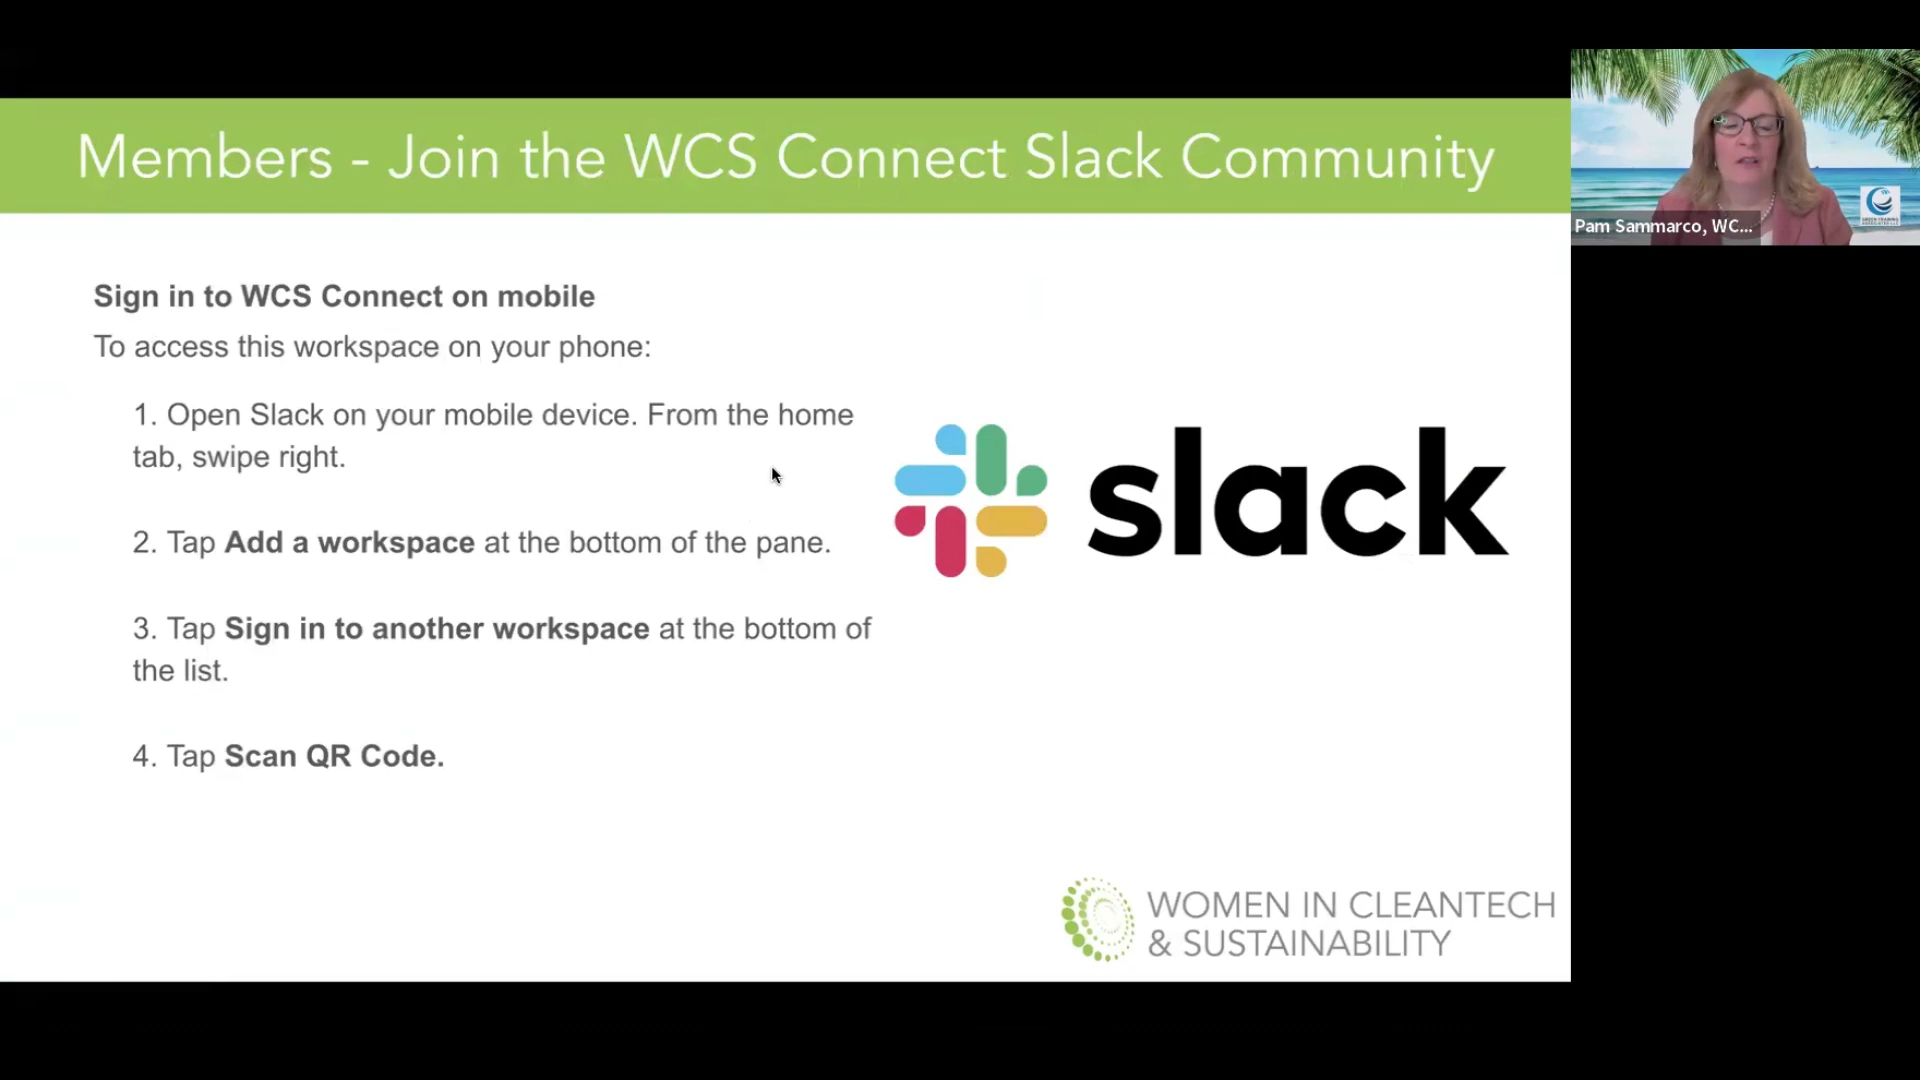 Members - Join the WCS Connect Slack Community
Pam Sammarco, WC...
Sign in to WCS Connect on mobile
To access this workspace on your phone:
1. Open Slack on your mobile device. From the home
tab, swipe right.
2. Tap Add a workspace at the bottom of the pane.
3. Tap Sign in to another workspace at the bottom of
the list.
4. Tap Scan QR Code.
slack
WOMEN IN CLEANTECH
& SUSTAINABILITY